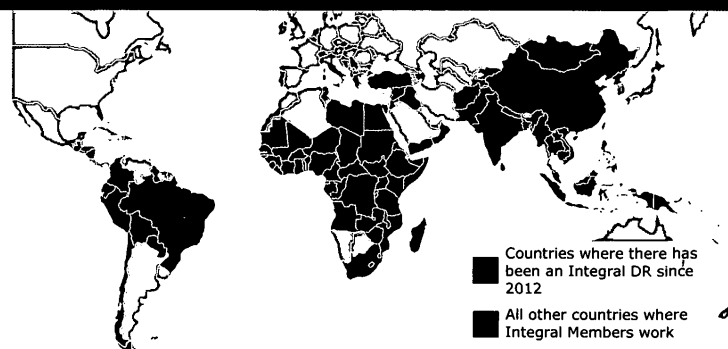 Countries where there has
been an Integral DR since
2012
All other countries where
Integral Members work